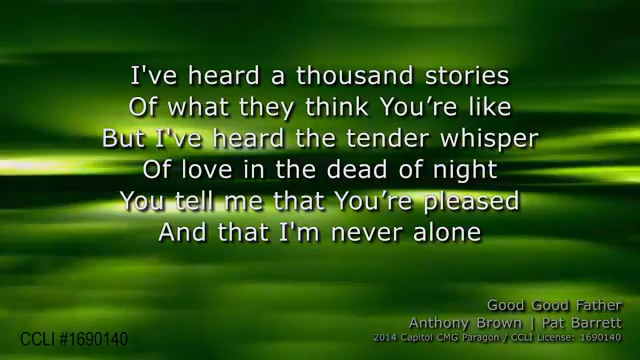 I've heard a thousand stories
Of what they think You’re like
But I've heard the tender whisper
Of love in the dead of night
You tell me that You’re pleased
And that I'm never alone
Good Good Father
Anthony Brown | Pat Barrett
2014 Capitol CMG Paragon / CCLI License: 1690140
CCLI #1690140